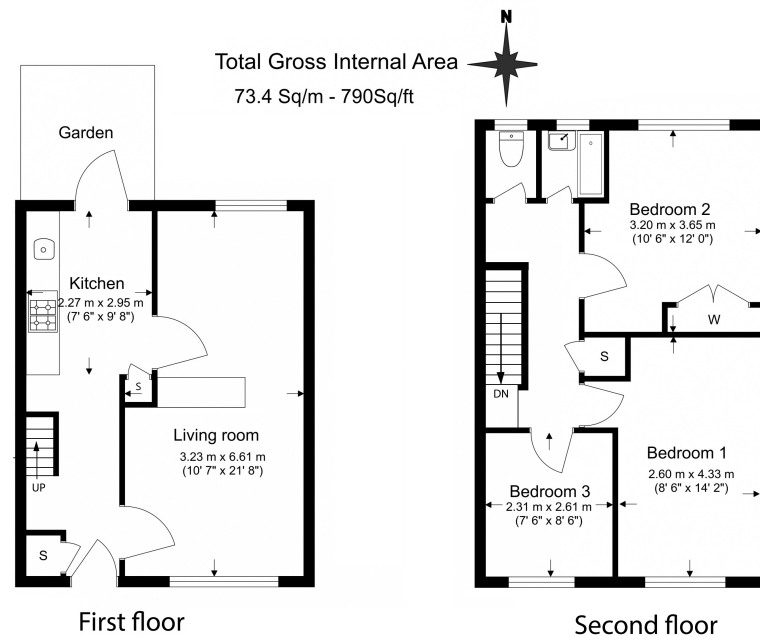 N
Total Gross Internal Area
73.4 Sq/m - 790Sq/ft
Garden
Kitchen
2.27 m x 2.95 m
(7' 6" x 9' 8")
S
Living room
3.23 m x 6.61 m
(10' 7" x 21' 8")
UP
S
First floor
Bedroom 2
3.20 m x 3.65 m
(10' 6" x 12' 0")
W
S
DN
Bedroom 1
2.60 m x 4.33 m
(8' 6" x 14' 2")
Bedroom 3
2.31 m x 2.61 m
(7' 6" x 8' 6")
Second floor